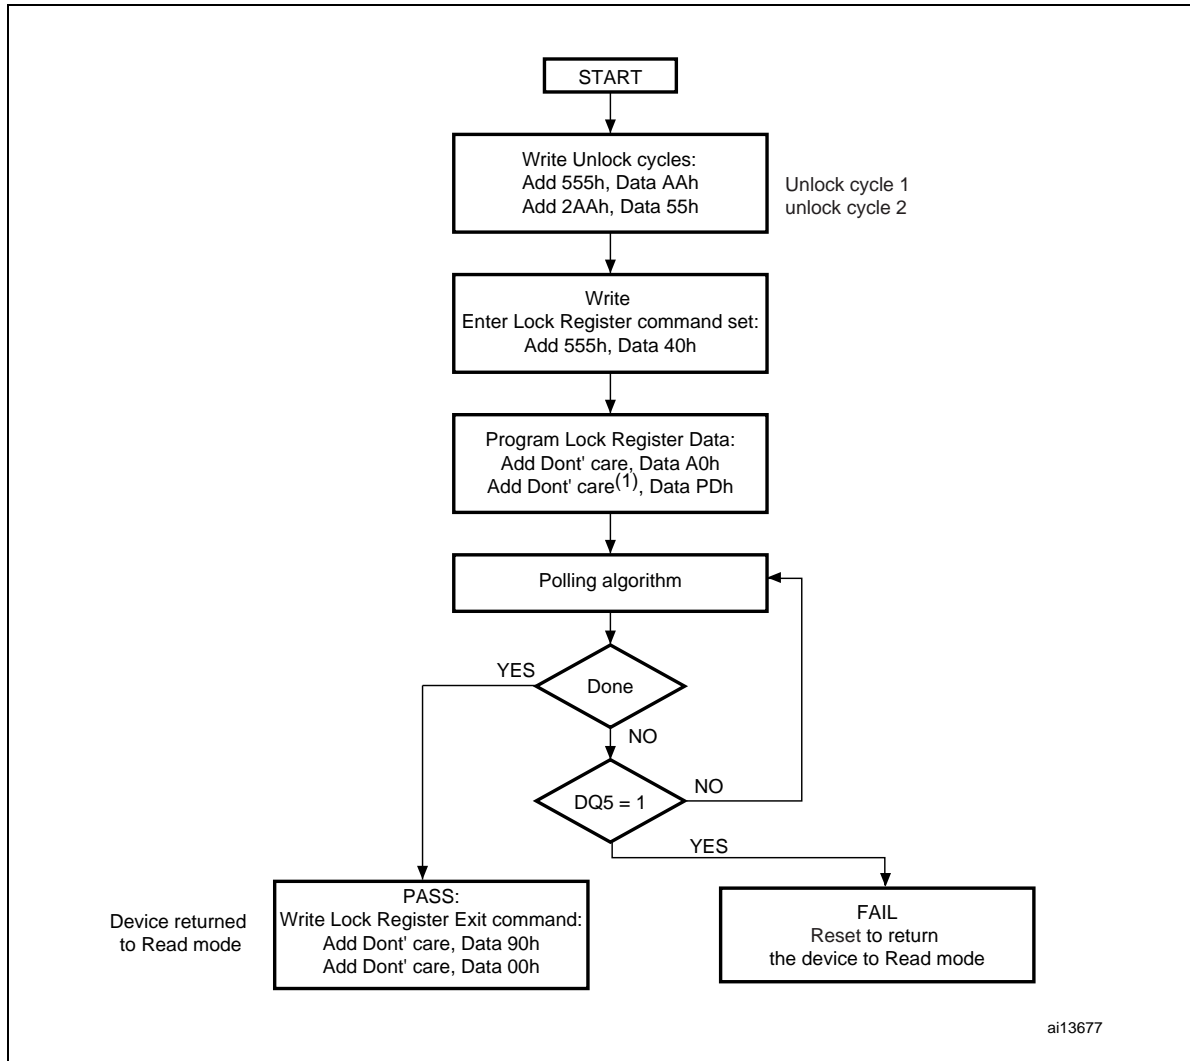 START
Write Unlock cycles:
Add 555h, Data AAh
Add 2AAh, Data 55h
Unlock cycle 1
unlock cycle 2
Write
Enter Lock Register command set:
Add 555h, Data 40h
Program Lock Register Data:
Add Dont' care, Data A0h
Add Dont' care(1), Data PDh
Polling algorithm
YES
Done
NO
DQ5 = 1
NO
YES
Device returned
to Read mode
PASS:
Write Lock Register Exit command:
Add Dont' care, Data 90h
Add Dont' care, Data 00h
FAIL
Reset to return
the device to Read mode
ai13677